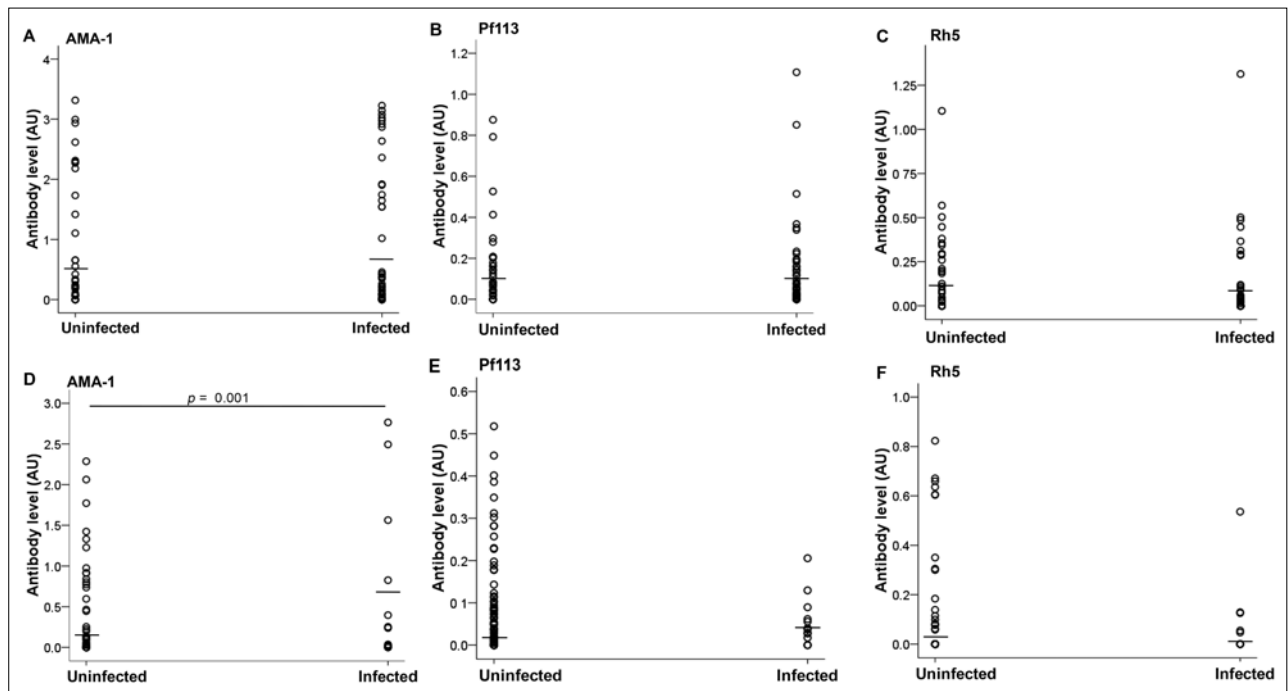 A AMA-1
4
3
2
1
0
Antibody level (AU)
Uninfected Infected
B Pf113
1.2
1.0
0.8
0.6
0.4
0.2
0.0
Antibody level (AU)
Uninfected Infected
C Rh5
1.25
1.00
0.75
0.50
0.25
0.00
Antibody level (AU)
Uninfected Infected
D AMA-1
p = 0.001
3.0
2.5
2.0
1.5
1.0
0.5
0.0
Antibody level (AU)
Uninfected Infected
E Pf113
0.6
0.5
0.4
0.3
0.2
0.1
0.0
Antibody level (AU)
Uninfected Infected
F Rh5
1.0
0.8
0.6
0.4
0.2
0.0
Antibody level (AU)
Uninfected Infected